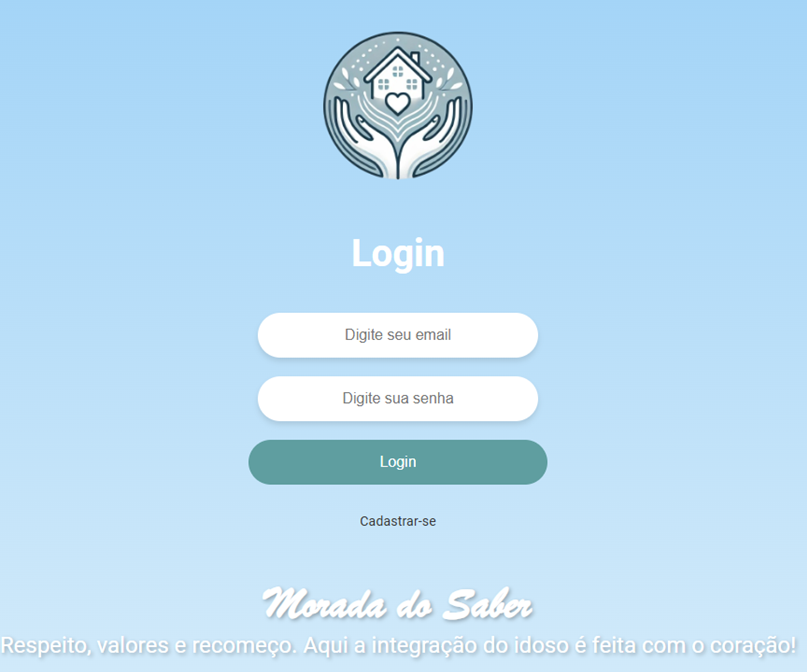 Login
Digite seu email
Digite sua senha
Login
Cadastrar-se
Morada do Saber
Respeito, valores e recomeço. Aqui a integração do idoso é feita com o coração!